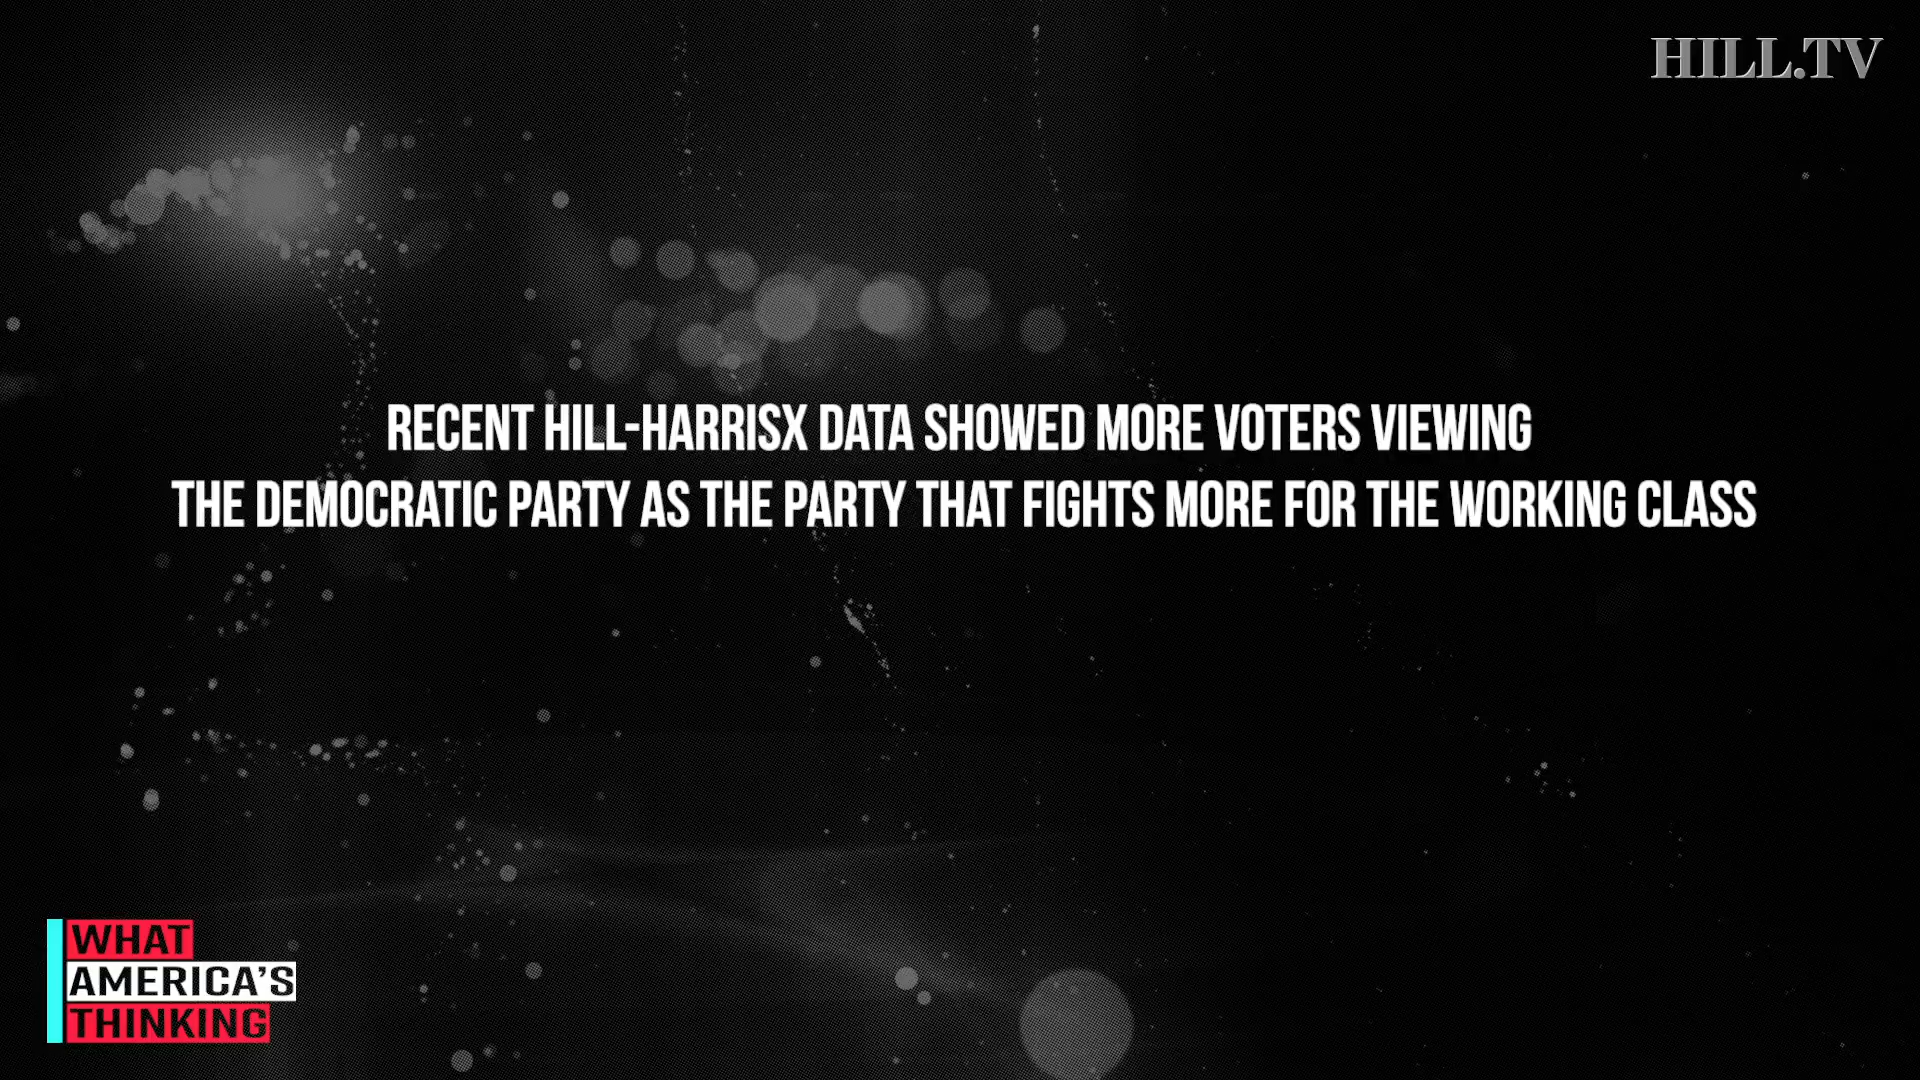 HILL.TV
RECENT HILL-HARRISX DATA SHOWED MORE VOTERS VIEWING
THE DEMOCRATIC PARTY AS THE PARTY THAT FIGHTS MORE FOR THE WORKING CLASS
WHAT
AMERICA'S
THINKING